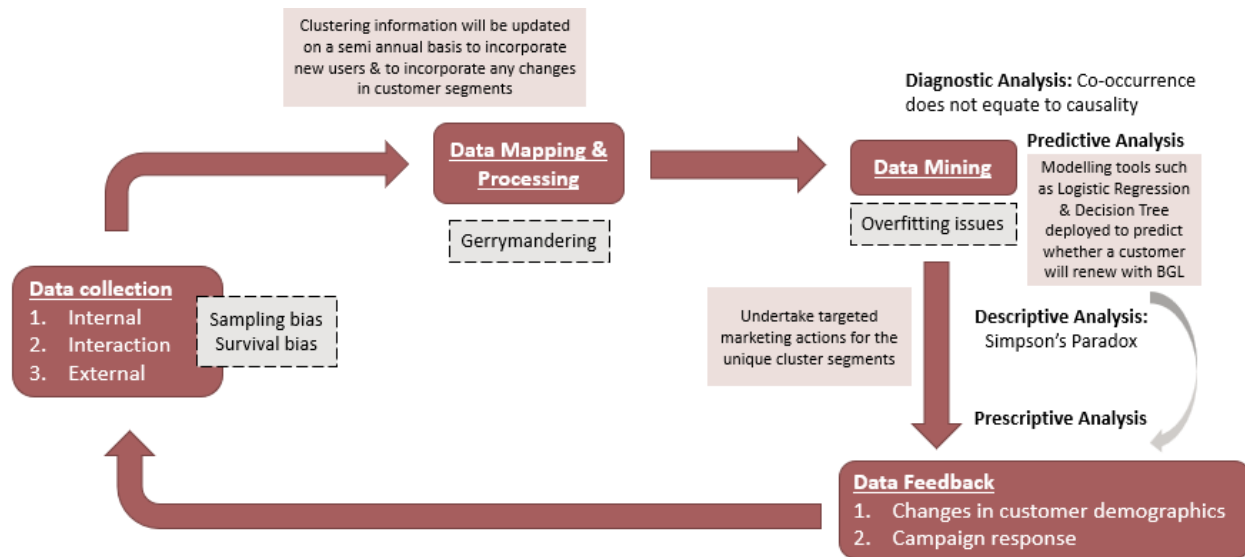 Clustering information will be updated
on a semi annual basis to incorporate
new users & to incorporate any changes
in customer segments
Diagnostic Analysis: Co-occurrence
does not equate to causality
Data Mapping &
Processing
Gerrymandering
Data Mining
Overfitting issues
Predictive Analysis
Modelling tools such
as Logistic Regression
& Decision Tree
deployed to predict
whether a customer
will renew with BGL
Data collection
1. Internal
2. Interaction
3. External
Sampling bias
Survival bias
Undertake targeted
marketing actions for the
unique cluster segments
Descriptive Analysis:
Simpson's Paradox
Prescriptive Analysis
Data Feedback
1. Changes in customer demographics
2. Campaign response